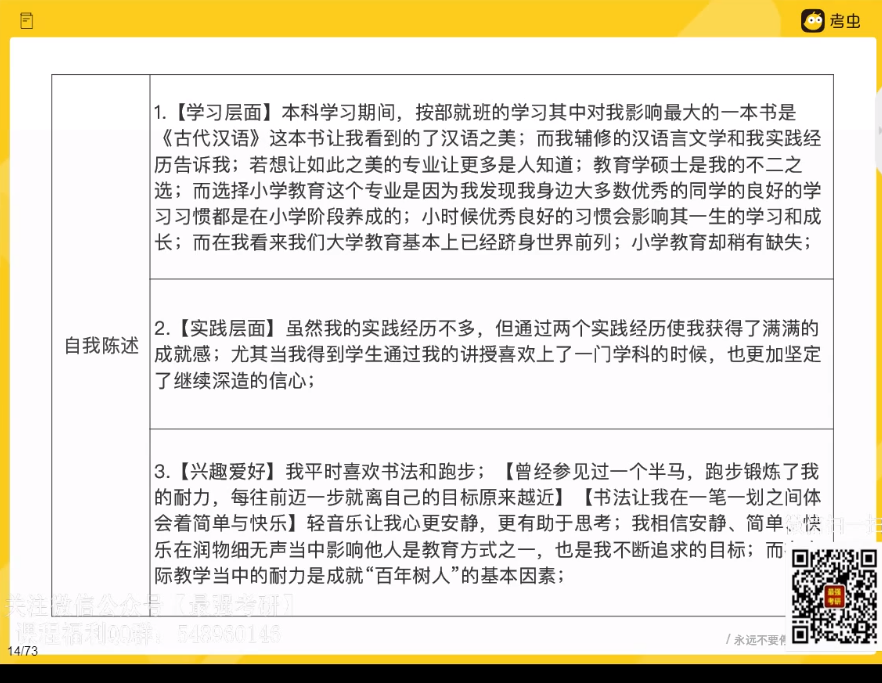 考虫
1.【学习层面】本科学习期间，按部就班的学习其中对我影响最大的一本书是
《古代汉语》这本书让我看到的了汉语之美；而我辅修的汉语言文学和我实践经
历告诉我；若想让如此之美的专业让更多是人知道；教育学硕士是我的不二之
选；而选择小学教育这个专业是因为我发现我身边大多数优秀的同学的良好的学
习习惯都是在小学阶段养成的；小时候优秀良好的习惯会影响其一生的学习和成
长；而在我看来我们大学教育基本上已经跻身世界前列；小学教育却稍有缺失；
自我陈述
2.【实践层面】虽然我的实践经历不多，但通过两个实践经历使我获得了满满的
成就感；尤其当我得到学生通过我的讲授喜欢上了一门学科的时候，也更加坚定
了继续深造的信心；
3.【兴趣爱好】我平时喜欢书法和跑步；【曾经参见过一个半马，跑步锻炼了我
的耐力，每往前迈一步就离自己的目标原来越近】【书法让我在一笔一划之间体
会着简单与快乐】轻音乐让我心更安静，更有助于思考；我相信安静、简单、快
乐在润物细无声当中影响他人是教育方式之一，也是我不断追求的目标；而
际教学当中的耐力是成就“百年树人”的基本因素；
关注微信公众号【最强考研】
课程福利QQ群：543960143
最强
考研
/ 永远不要
14/73